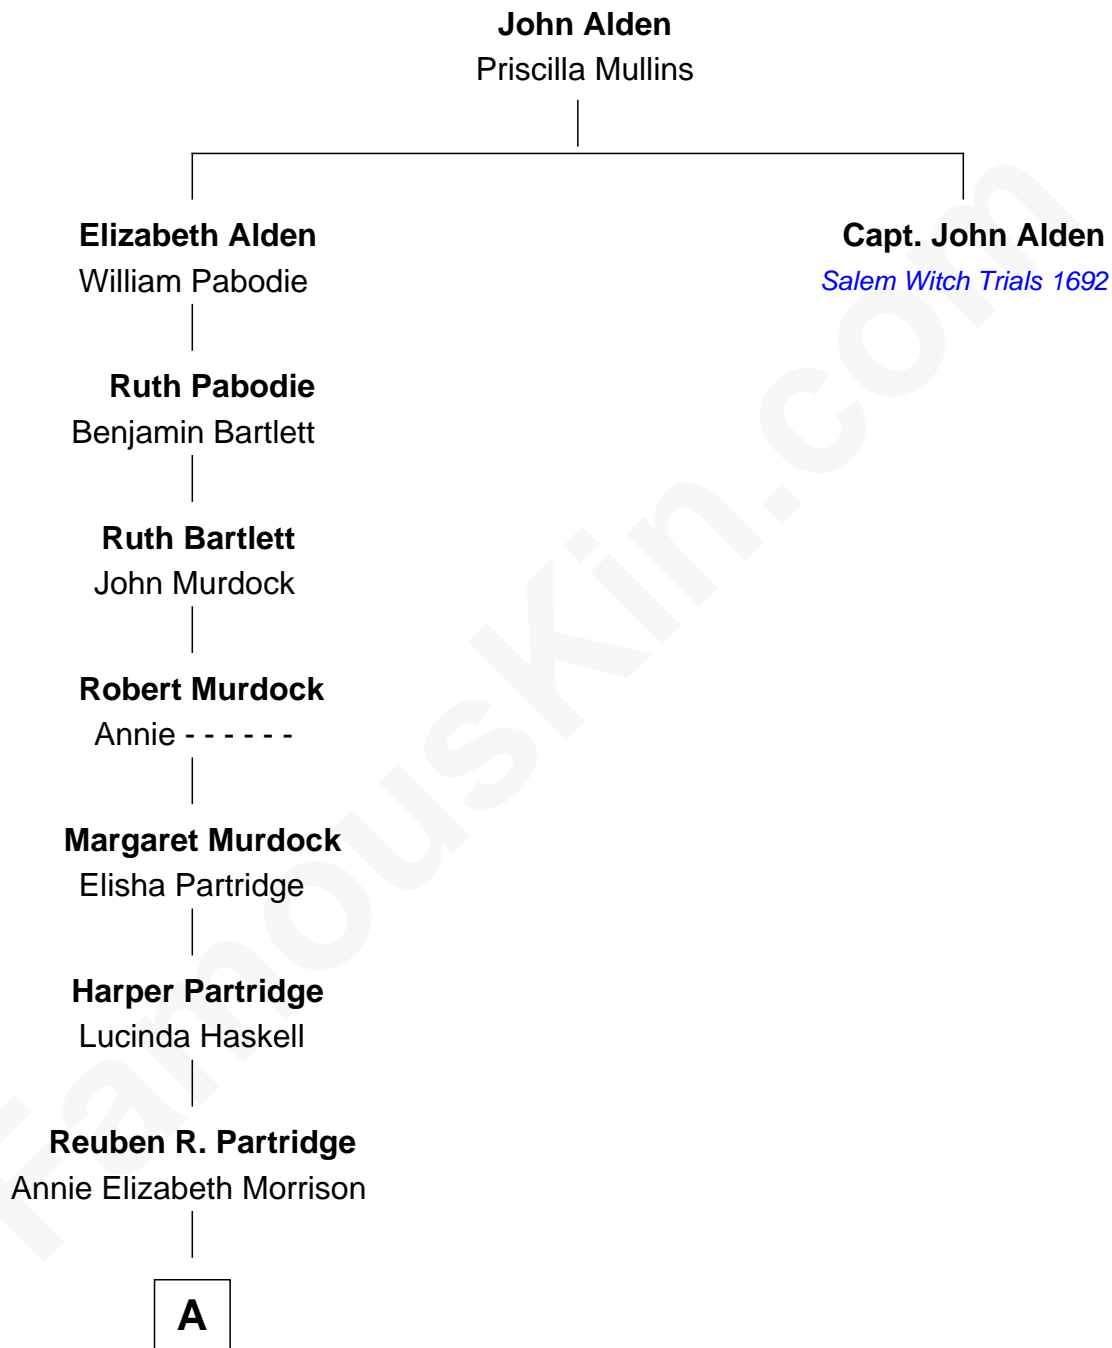 John Alden
Priscilla Mullins
Elizabeth Alden
William Pabodie
Capt. John Alden
Salem Witch Trials 1692
Ruth Pabodie
Benjamin Bartlett
Ruth Bartlett
John Murdock
Robert Murdock
Annie - - - - - -
Margaret Murdock
Elisha Partridge
Harper Partridge
Lucinda Haskell
Reuben R. Partridge
Annie Elizabeth Morrison
A
FamousKin.com